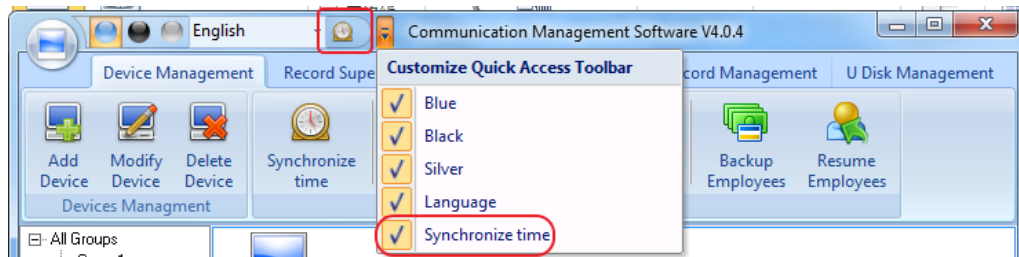 English
Communication Management Software V4.0.4
Device Management
Record Supe
cord Management
U Disk Management
Customize Quick Access Toolbar
Blue
Black
Silver
Language
Synchronize time
Add
Device
Modify
Device
Delete
Device
Synchronize
time
Backup
Employees
Resume
Employees
Devices Managment
All Groups